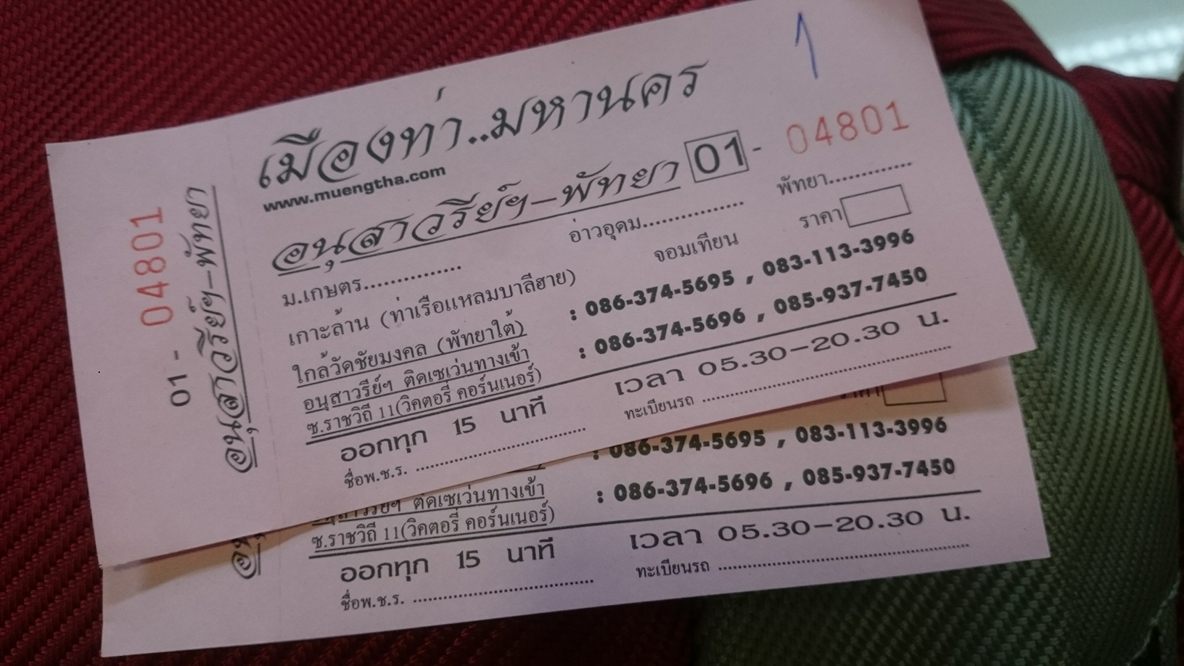 1
เมืองท่า..มหานคร
www.muengtha.com
อนุสาวรีย์ฯ-พัทยา 01 - 04801
ม.เกษตร............... อ่าวอุดม............... พัทยา............
เกาะล้าน (ท่าเรือแหลมบาลีฮาย) จอมเทียน ราคา
ใกล้วัดชัยมงคล (พัทยาใต้) : 086-374-5695 , 083-113-3996
อนุสาวรีย์ฯ ติดเซเว่นทางเข้า : 086-374-5696 , 085-937-7450
ซ.ราชวิถี 11(วิคตอรี่ คอร์นเนอร์)
ออกทุก 15 นาที เวลา 05.30-20.30 น.
ชื่อพ.ช.ร. .............................. ทะเบียนรถ ..............................
01 - 04801
อนุสาวรีย์ฯ-พัทยา
ราคา
: 086-374-5695 , 083-113-3996
อนุสาวรีย์ฯ ติดเซเว่นทางเข้า : 086-374-5696 , 085-937-7450
ซ.ราชวิถี 11(วิคตอรี่ คอร์นเนอร์)
ออกทุก 15 นาที เวลา 05.30-20.30 น.
ชื่อพ.ช.ร. .............................. ทะเบียนรถ ..............................